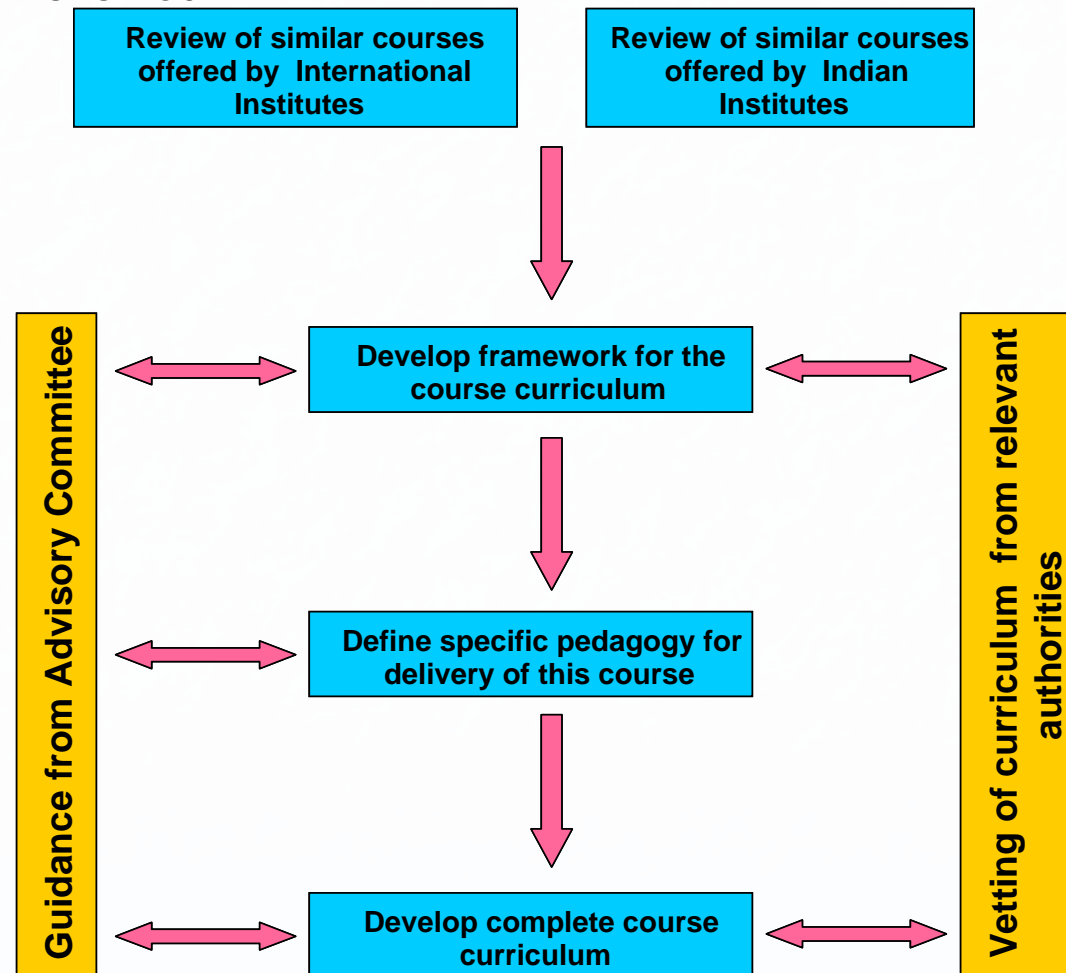 Review of similar courses
offered by International
Institutes
Review of similar courses
offered by Indian
Institutes
Develop framework for the
course curriculum
Define specific pedagogy for
delivery of this course
Develop complete course
curriculum
Guidance from Advisory Committee
Vetting of curriculum from relevant
authorities